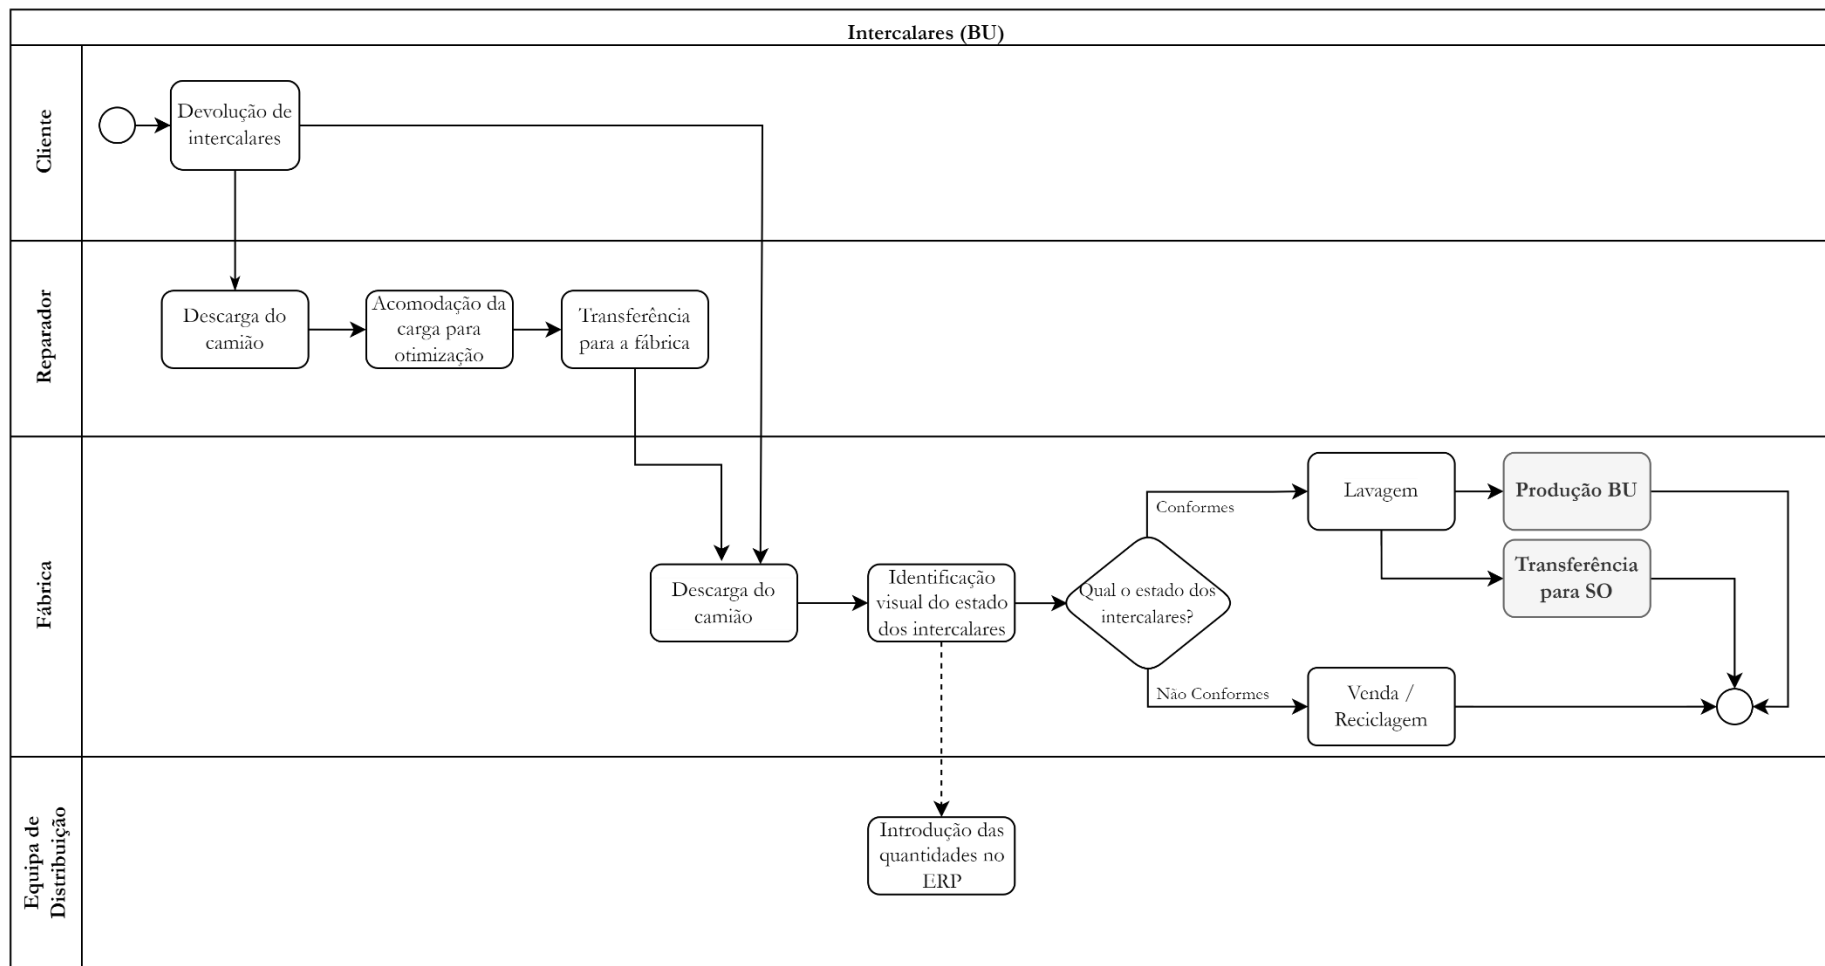 Intercalares (BU)
Cliente
Devolução de
intercalares
Reparador
Descarga do
camião
Acomodação da
carga para
otimização
Transferência
para a fábrica
Fábrica
Descarga do
camião
Identificação
visual do estado
dos intercalares
Qual o estado dos
intercalares?
Conformes
Lavagem
Produção BU
Transferência
para SO
Não Conformes
Venda /
Reciclagem
Equipa de
Distribuição
Introdução das
quantidades no
ERP